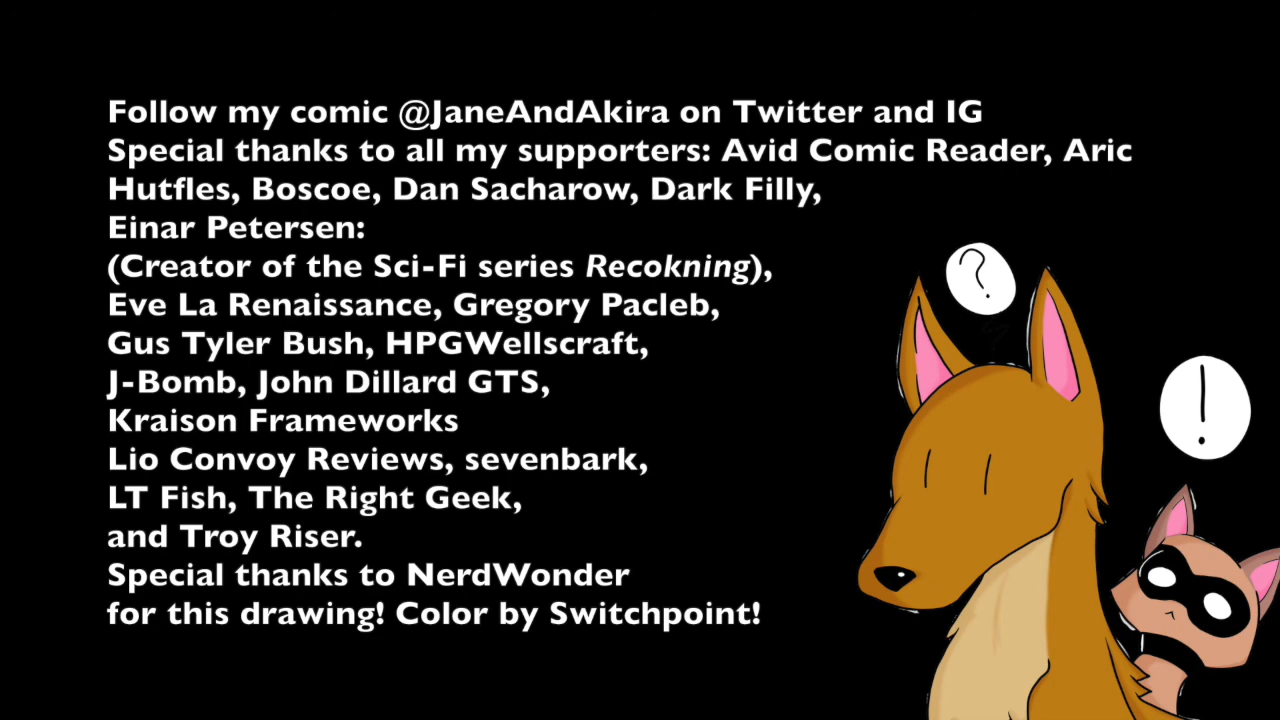 Follow my comic @JaneAndAkira on Twitter and IG
Special thanks to all my supporters: Avid Comic Reader, Aric
Hutfles, Boscoe, Dan Sacharow, Dark Filly,
Einar Petersen:
(Creator of the Sci-Fi series Recokning),
Eve La Renaissance, Gregory Pacleb,
Gus Tyler Bush, HPGWellscraft,
J-Bomb, John Dillard GTS,
Kraison Frameworks
Lio Convoy Reviews, sevenbark,
LT Fish, The Right Geek,
and Troy Riser.
Special thanks to NerdWonder
for this drawing! Color by Switchpoint!
?
!